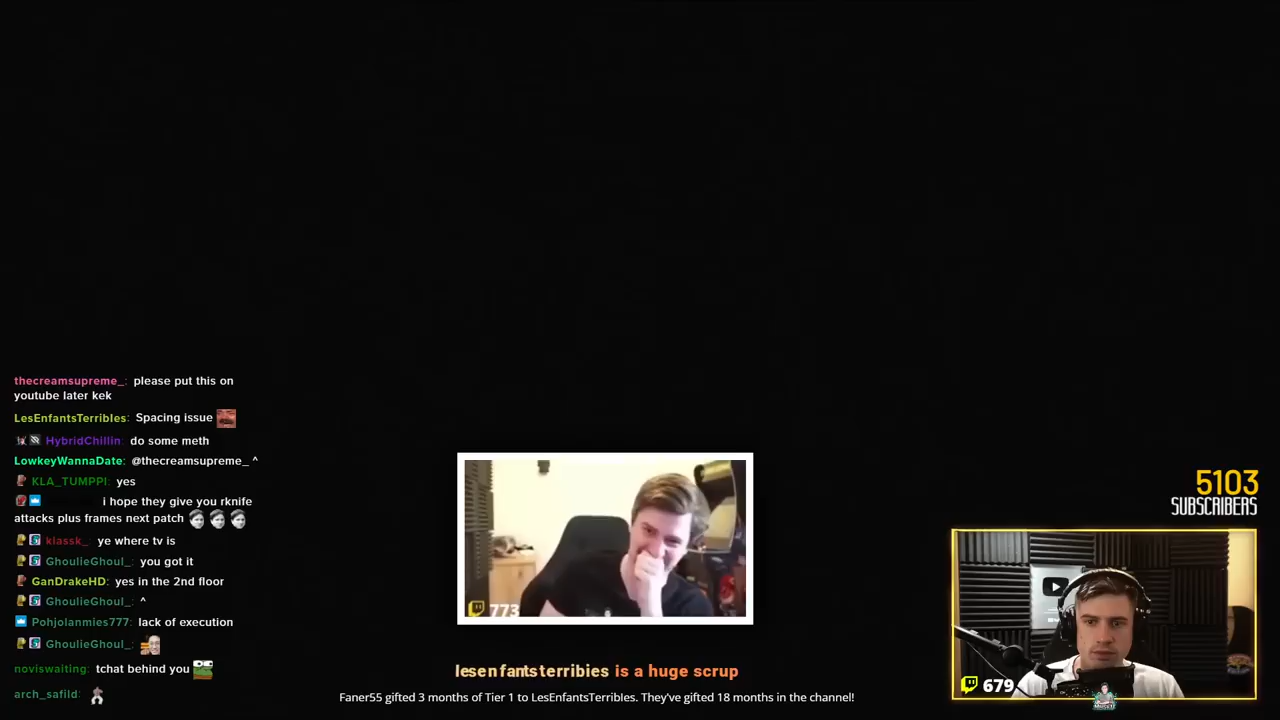 thecreamsupreme_: please put this on
youtube later kek
LesEnfantsTerribles: Spacing issue
HybridChillin: do some meth
LowkeyWannaDate: @thecreamsupreme_ ^
KLA_TUMPPI: yes
i hope they give you rknife
attacks plus frames next patch
klassk_: ye where tv is
GhoulieGhoul_: you got it
GanDrakeHD: yes in the 2nd floor
GhoulieGhoul_: ^
Pohjolanmies777: lack of execution
GhoulieGhoul_:
noviswaiting: tchat behind you
arch_safild:
773
lesenfantsterribies is a huge scrup
Faner55 gifted 3 months of Tier 1 to LesEnfantsTerribles. They've gifted 18 months in the channel!
5103
SUBSCRIBERS
679